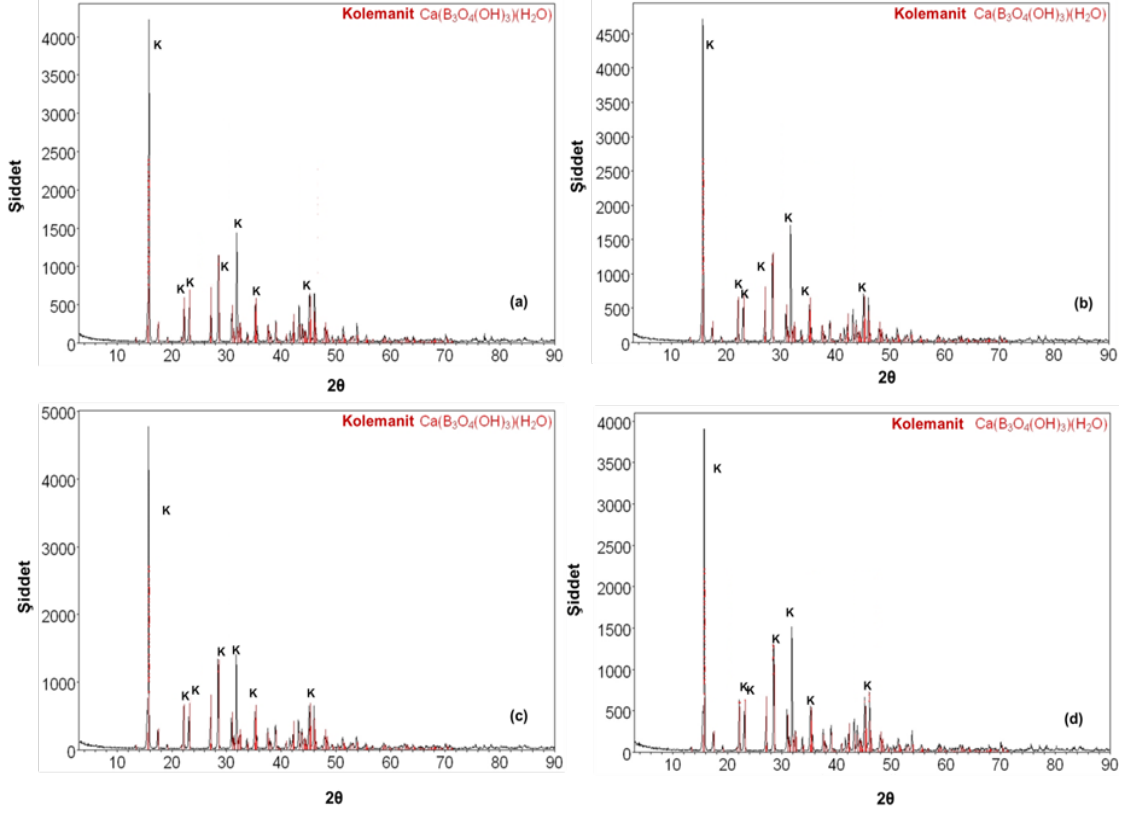 Kolemanit Ca(B₃O₄(OH)₃)(H₂O)
4000
3500
3000
2500
2000
1500
1000
500
0
Şiddet
K
K
K K
K
K
K
(a)
10 20 30 40 50 60 70 80 90
2θ
Kolemanit Ca(B₃O₄(OH)₃)(H₂O)
4500
4000
3500
3000
2500
2000
1500
1000
500
0
Şiddet
K
K
K
K
K
K
K
(b)
10 20 30 40 50 60 70 80 90
2θ
Kolemanit Ca(B₃O₄(OH)₃)(H₂O)
5000
4000
3000
2000
1000
0
Şiddet
K
K K
K K
K
K
(c)
10 20 30 40 50 60 70 80 90
2θ
Kolemanit Ca(B₃O₄(OH)₃)(H₂O)
4000
3500
3000
2500
2000
1500
1000
500
0
Şiddet
K
K
K
K K
K
K
(d)
10 20 30 40 50 60 70 80 90
2θ